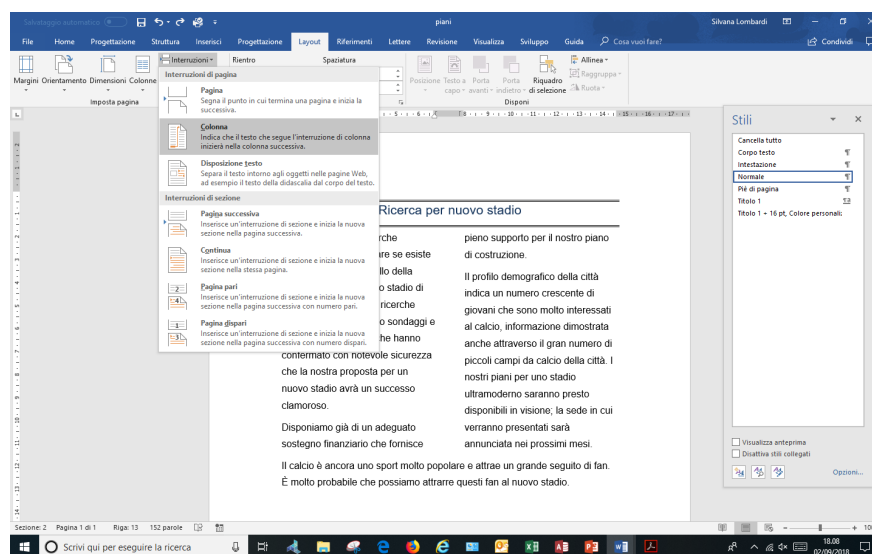 Salvataggio automatico
piani
Silvana Lombardi
File Home Progettazione Struttura Inserisci Progettazione Layout Riferimenti Lettere Revisione Visualizza Sviluppo Guida Cosa vuoi fare? Condividi
Margini Orientamento Dimensioni Colonne
Interruzioni
Rientro
Spaziatura
Posizione Testo a capo Porta avanti Porta indietro Riquadro di selezione
Allinea
Raggruppa
Ruota
Imposta pagina
Disponi
Interruzioni di pagina
Pagina
Segna il punto in cui termina una pagina e inizia la
successiva.
Colonna
Indica che il testo che segue l'interruzione di colonna
inizierà nella colonna successiva.
Disposizione testo
Separa il testo intorno agli oggetti nelle pagine Web,
ad esempio il testo della didascalia dal corpo del testo.
Interruzioni di sezione
Pagina successiva
Inserisce un'interruzione di sezione e inizia la nuova
sezione nella pagina successiva.
Continua
Inserisce un'interruzione di sezione e inizia la nuova
sezione nella stessa pagina.
Pagina pari
Inserisce un'interruzione di sezione e inizia la nuova
sezione nella pagina successiva con numero pari.
Pagina dispari
Inserisce un'interruzione di sezione e inizia la nuova
sezione nella pagina successiva con numero dispari.
Ricerca per nuovo stadio
rche
re se esiste
llo della
o stadio di
ricerche
o sondaggi e
he hanno
confermato con notevole sicurezza
che la nostra proposta per un
nuovo stadio avrà un successo
clamoroso.
Disponiamo già di un adeguato
sostegno finanziario che fornisce
pieno supporto per il nostro piano
di costruzione.
Il profilo demografico della città
indica un numero crescente di
giovani che sono molto interessati
al calcio, informazione dimostrata
anche attraverso il gran numero di
piccoli campi da calcio della città. I
nostri piani per uno stadio
ultramoderno saranno presto
disponibili in visione; la sede in cui
verranno presentati sarà
annunciata nei prossimi mesi.
Il calcio è ancora uno sport molto popolare e attrae un grande seguito di fan.
È molto probabile che possiamo attrarre questi fan al nuovo stadio.
Stili
Cancella tutto
Corpo testo
Intestazione
Normale
Piè di pagina
Titolo 1
Titolo 1 + 16 pt, Colore personali:
Visualizza anteprima
Disattiva stili collegati
Opzioni...
Sezione: 2 Pagina 1 di 1 Riga: 13 152 parole
Scrivi qui per eseguire la ricerca
18.08
02/09/2018